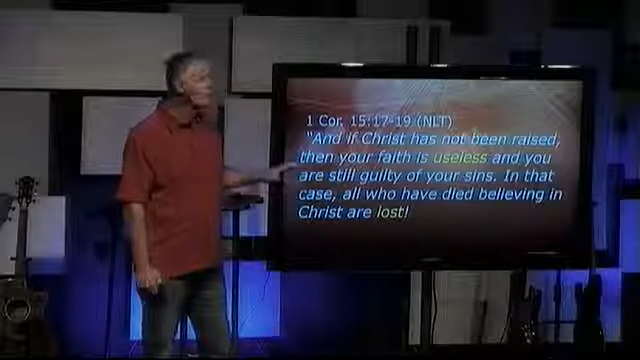 1 Cor. 15:17-19 (NLT)
"And if Christ has not been raised,
then your faith is useless and you
are still guilty of your sins. In that
case, all who have died believing in
Christ are lost!